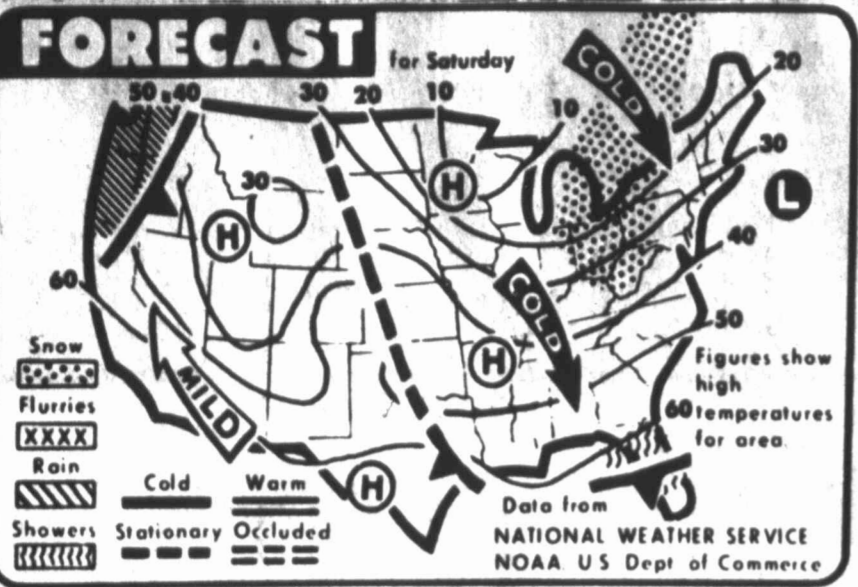 FORECAST
for Saturday
50 40 30 20 10
10
COLD
20
30
H
30
L
H
40
60
COLD
50
H
Snow
Flurries
XXXX
Rain
Showers
MILD
Figures show
high
60 temperatures
for area
H
Cold Warm
Stationary Occluded
Data from
NATIONAL WEATHER SERVICE
NOAA U S Dept of Commerce